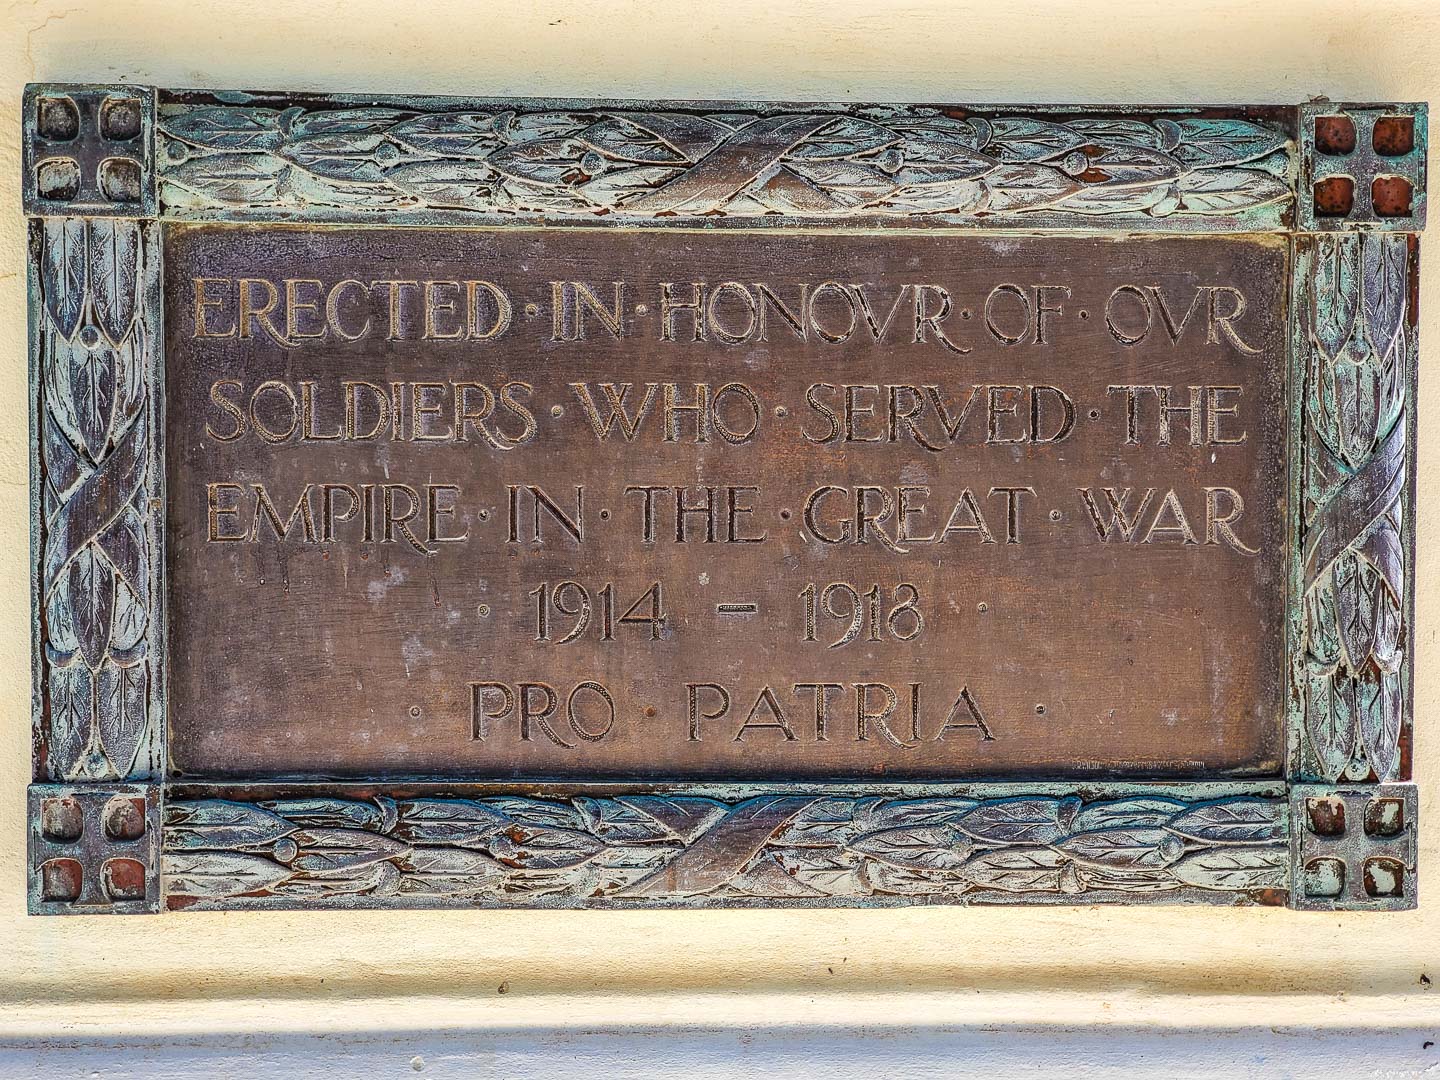 ERECTED · IN · HONOVR · OF · OVR
SOLDIERS · WHO · SERVED · THE
EMPIRE · IN · THE · GREAT · WAR
· 1914 – 1918 ·
· PRO · PATRIA ·